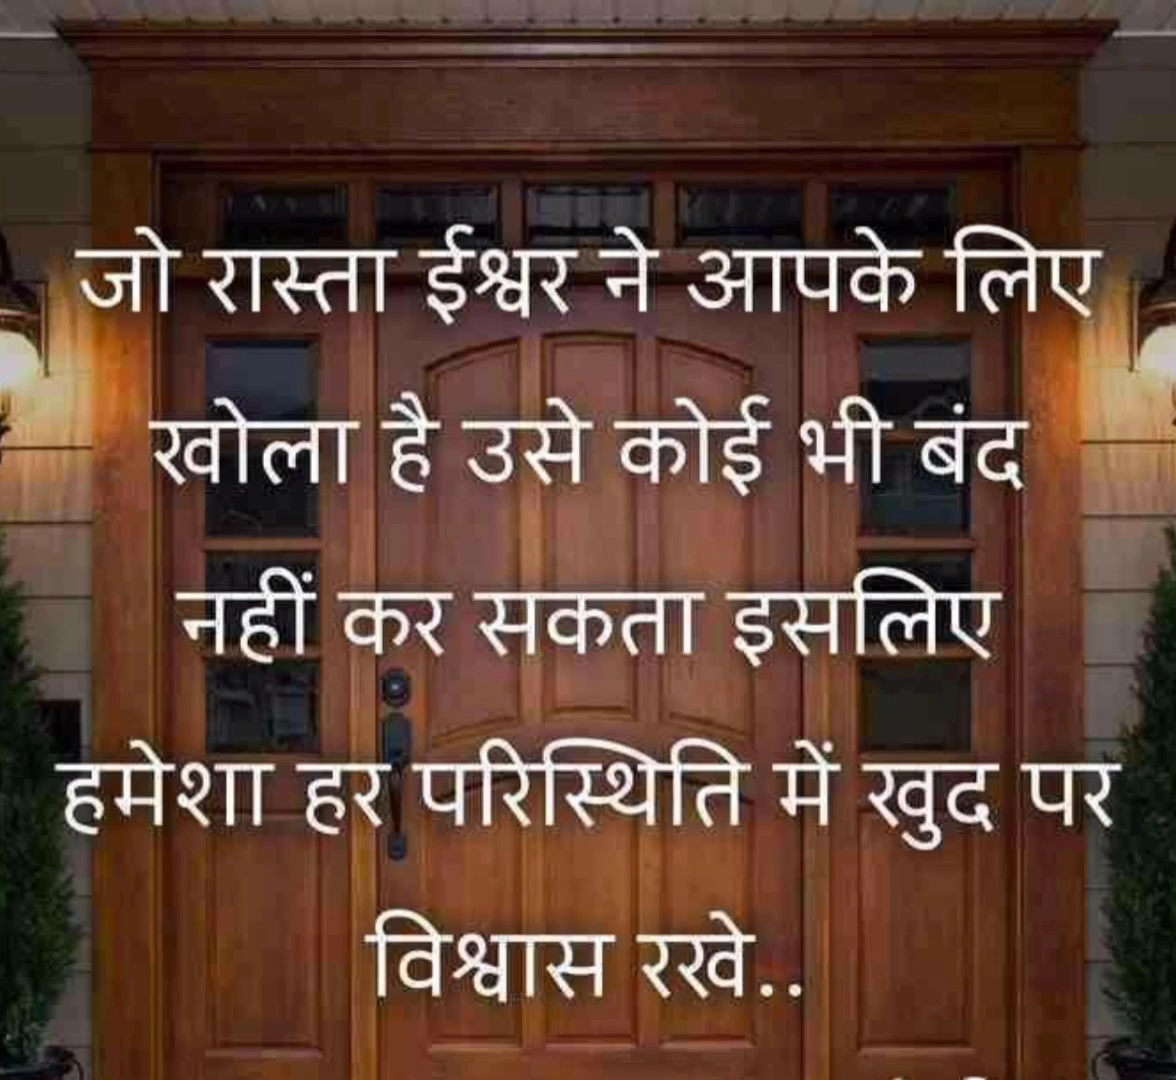 जो रास्ता ईश्वर ने आपके लिए
खोला है उसे कोई भी बंद
नहीं कर सकता इसलिए
हमेशा हर परिस्थिति में खुद पर
विश्वास रखे..